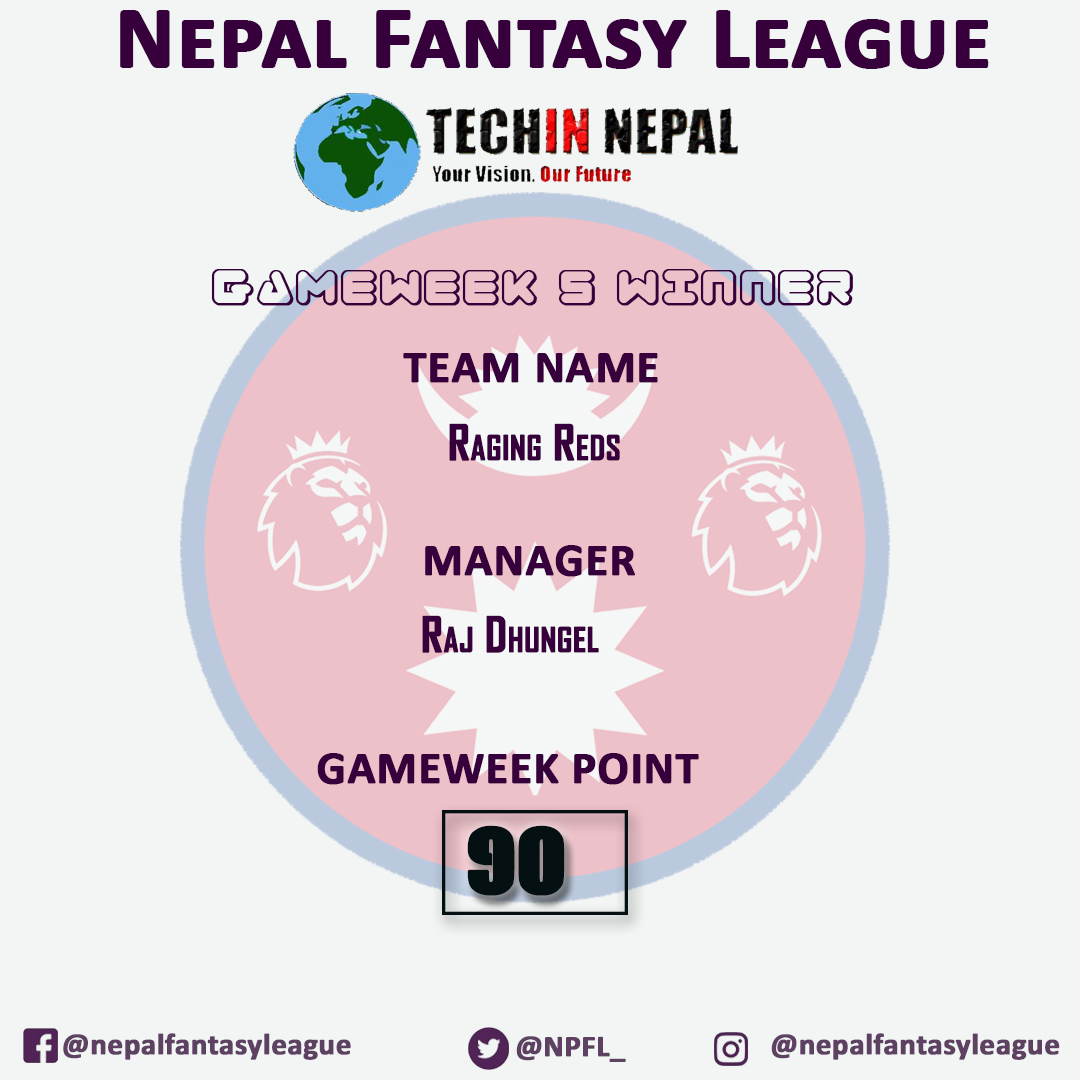 Nepal Fantasy League
TECHIN NEPAL
Your Vision. Our Future
GAMEWEEK 5 WINNER
TEAM NAME
Raging Reds
MANAGER
Raj Dhungel
GAMEWEEK POINT
90
@nepalfantasyleague @NPFL_ @nepalfantasyleague